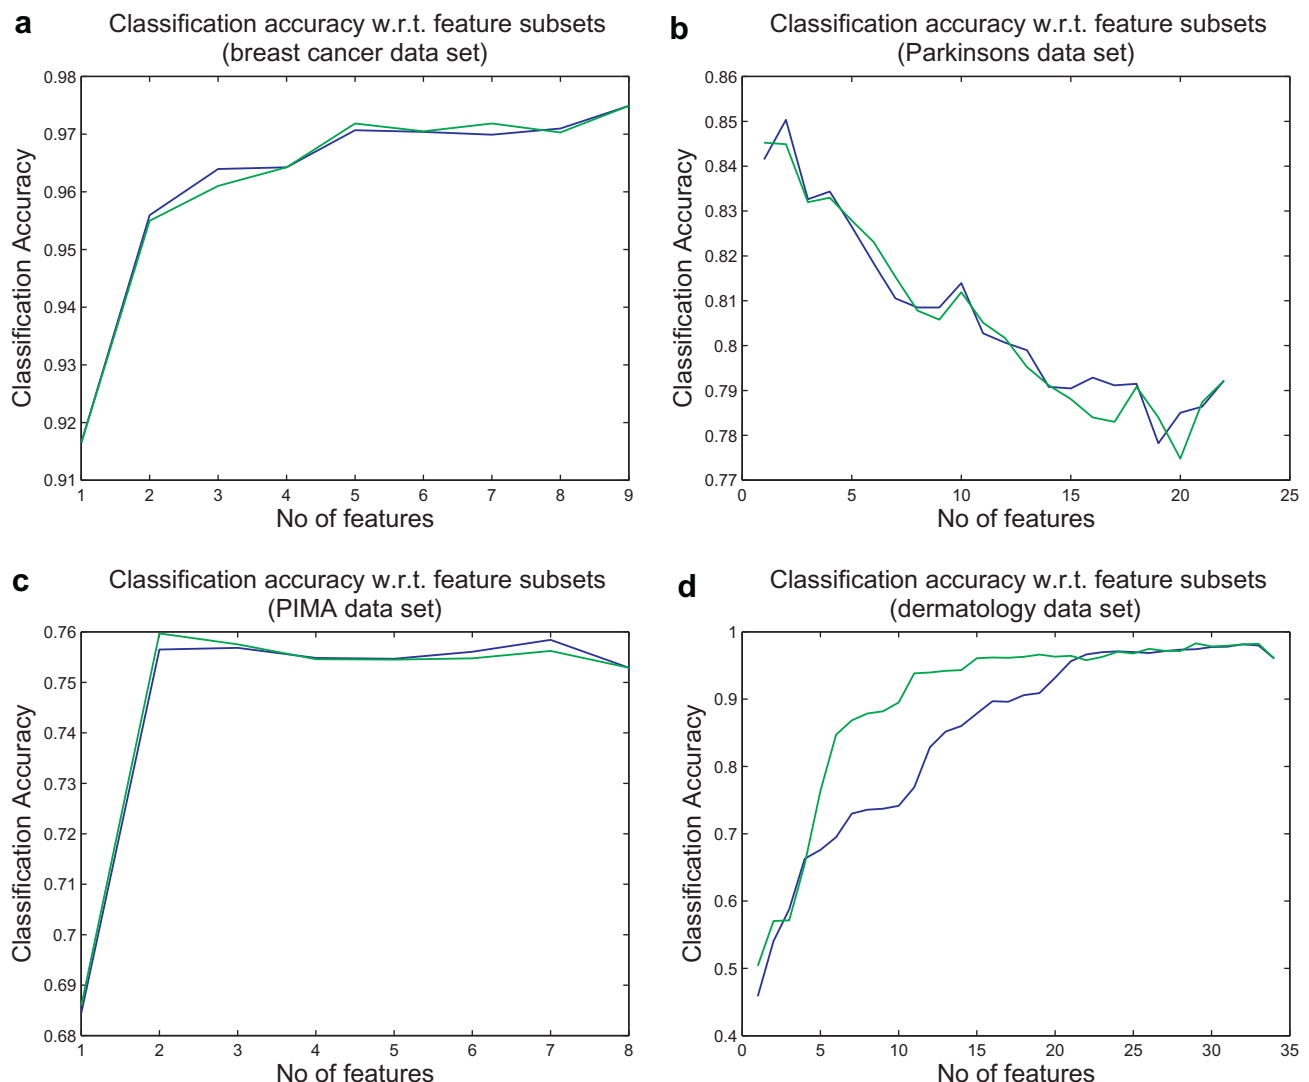 a
Classification accuracy w.r.t. feature subsets
(breast cancer data set)
0.98
0.97
0.96
0.95
0.94
0.93
0.92
0.91
Classification Accuracy
1 2 3 4 5 6 7 8 9
No of features
b
Classification accuracy w.r.t. feature subsets
(Parkinsons data set)
0.86
0.85
0.84
0.83
0.82
0.81
0.8
0.79
0.78
0.77
Classification Accuracy
0 5 10 15 20 25
No of features
c
Classification accuracy w.r.t. feature subsets
(PIMA data set)
0.76
0.75
0.74
0.73
0.72
0.71
0.7
0.69
0.68
Classification Accuracy
1 2 3 4 5 6 7 8
No of features
d
Classification accuracy w.r.t. feature subsets
(dermatology data set)
1
0.9
0.8
0.7
0.6
0.5
0.4
Classification Accuracy
0 5 10 15 20 25 30 35
No of features